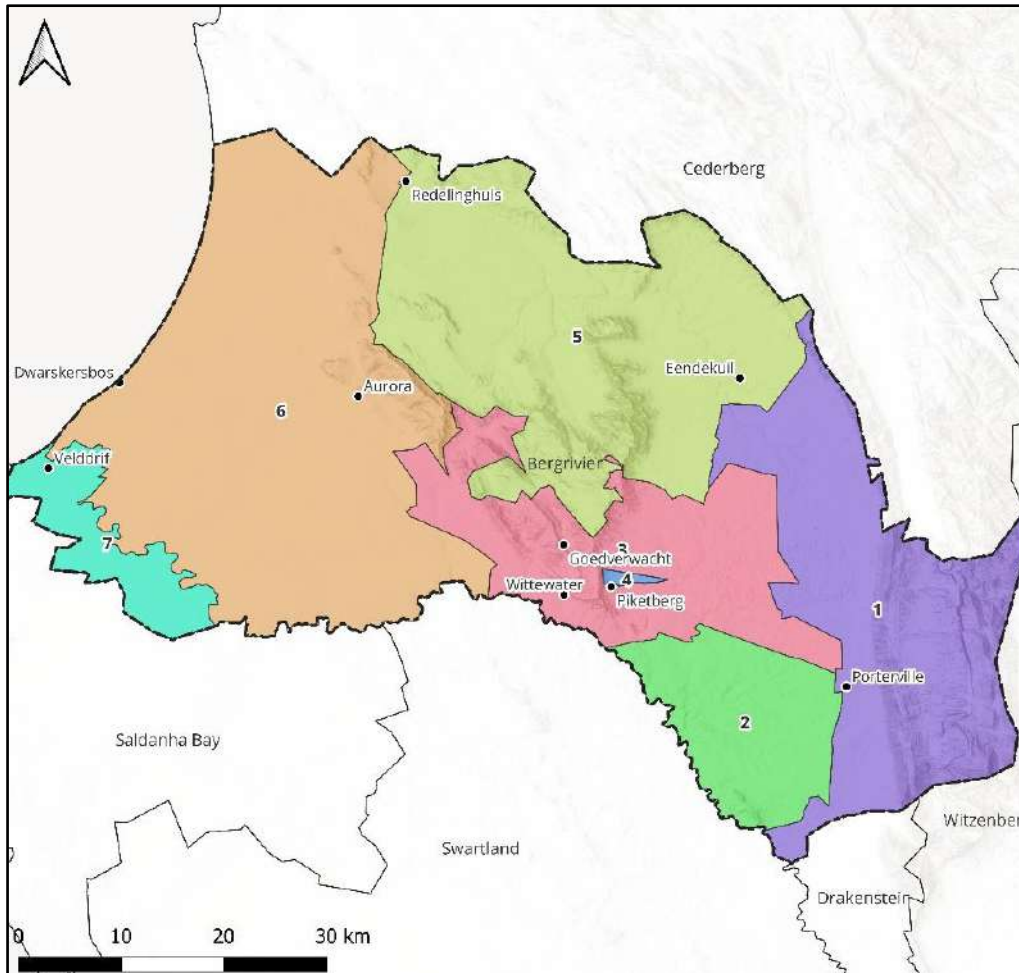 Cederberg
Redelinghuis
5
Eendekuil
Dwarskersbos
Aurora
6
Velddrif
Bergrivier
7
3
Goedverwacht
4
Wittewater
Piketberg
1
Porterville
2
Saldanha Bay
Swartland
Witzenber
Drakenstein
0 10 20 30 km